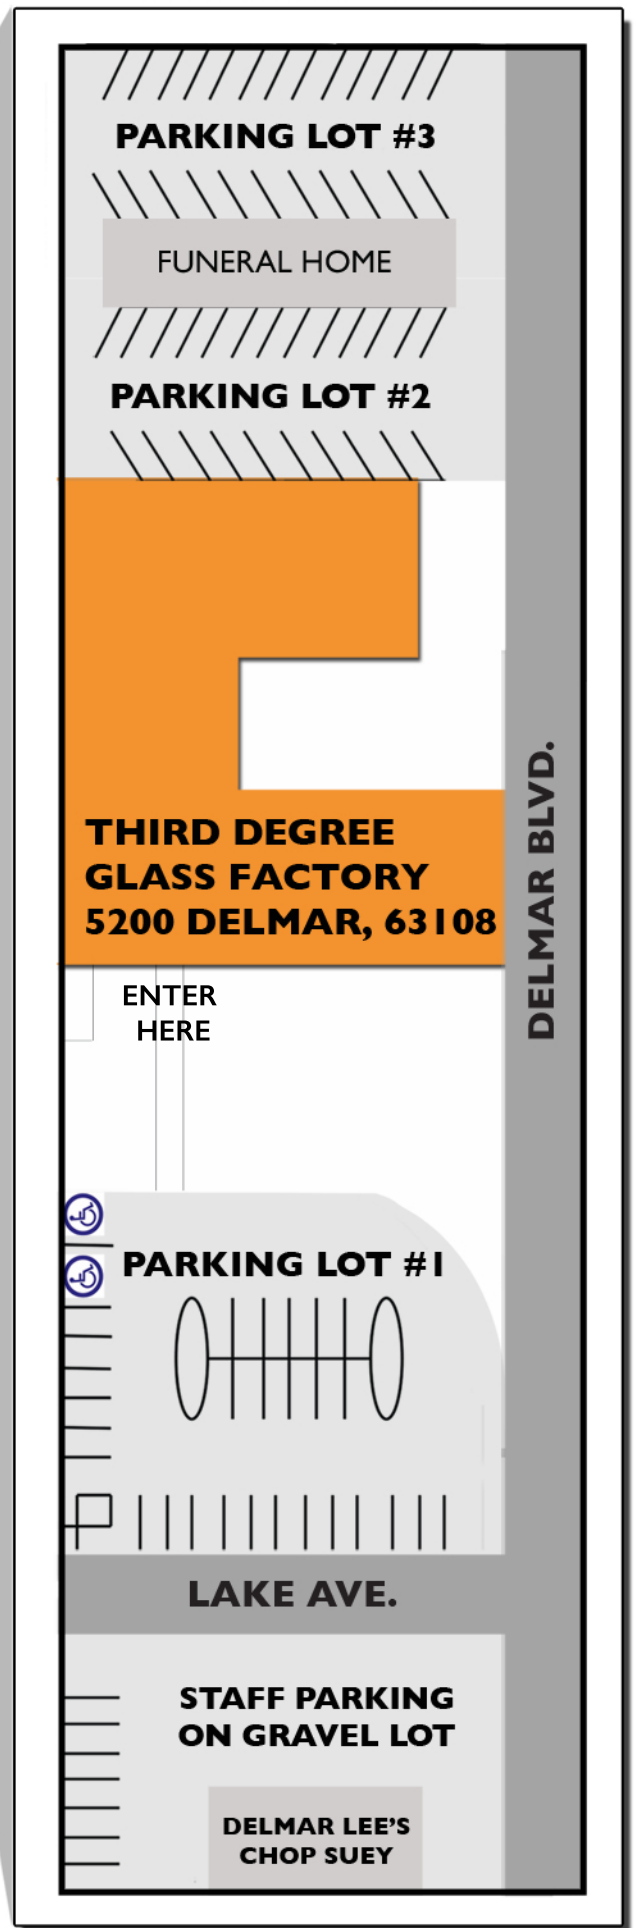 PARKING LOT #3
FUNERAL HOME
PARKING LOT #2
THIRD DEGREE
GLASS FACTORY
5200 DELMAR, 63108
DELMAR BLVD.
ENTER
HERE
PARKING LOT #1
LAKE AVE.
STAFF PARKING
ON GRAVEL LOT
DELMAR LEE'S
CHOP SUEY